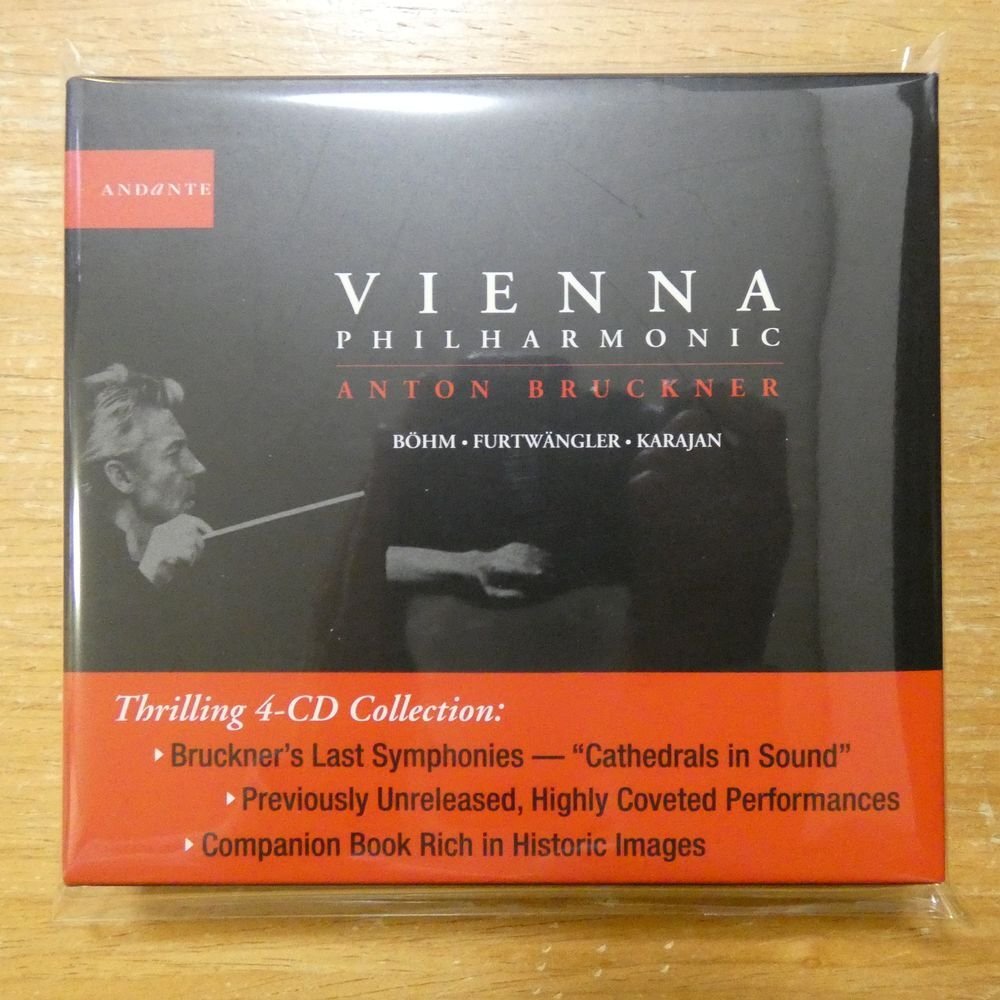 ANDaNTE
VIENNA
PHILHARMONIC
ANTON BRUCKNER
BÖHM • FURTWÄNGLER • KARAJAN
Thrilling 4-CD Collection:
▸ Bruckner's Last Symphonies — “Cathedrals in Sound”
▸ Previously Unreleased, Highly Coveted Performances
▸ Companion Book Rich in Historic Images